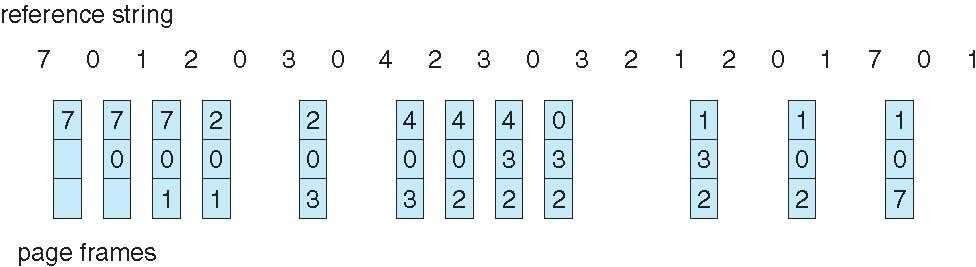 reference string
7 0 1 2 0 3 0 4 2 3 0 3 2 1 2 0 1 7 0 1
7 7 7 2 2 4 4 4 0 1 1 1
0 0 0 0 0 0 3 3 3 0 0
1 1 3 3 2 2 2 2 2 7
page frames